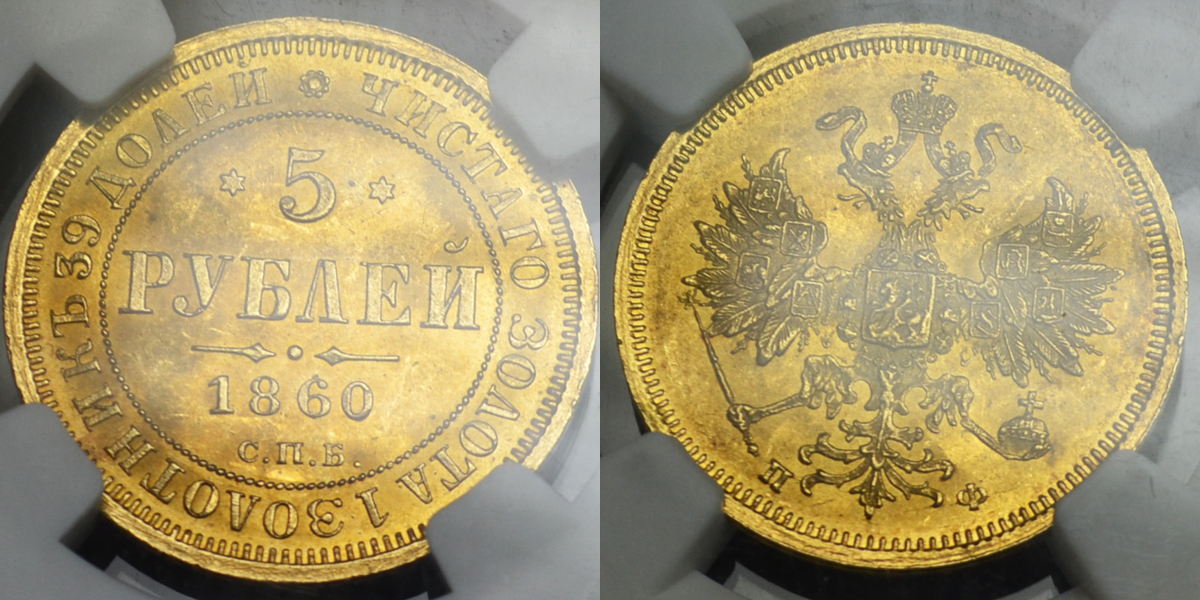 ЧИСТАГО ЗОЛОТА 1 ЗОЛОТНИКЪ 39 ДОЛЕЙ
5
РУБЛЕЙ
1860
С.П.Б.
П Ф